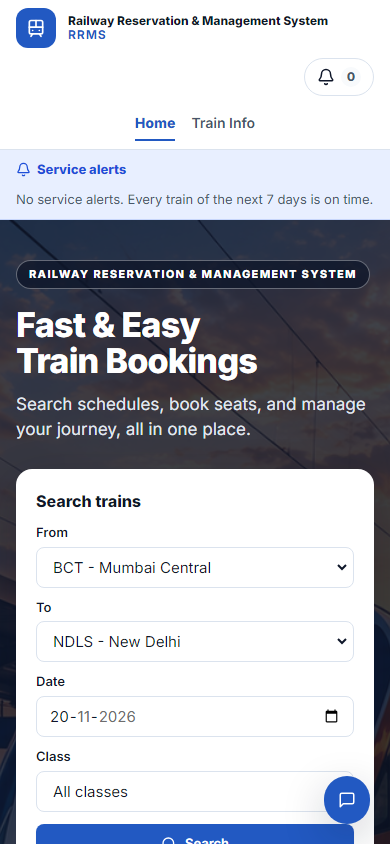 Railway Reservation & Management System
RRMS
0
Home Train Info
Service alerts
No service alerts. Every train of the next 7 days is on time.
RAILWAY RESERVATION & MANAGEMENT SYSTEM
Fast & Easy
Train Bookings
Search schedules, book seats, and manage
your journey, all in one place.
Search trains
From
BCT - Mumbai Central
To
NDLS - New Delhi
Date
20-11-2026
Class
All classes
Search